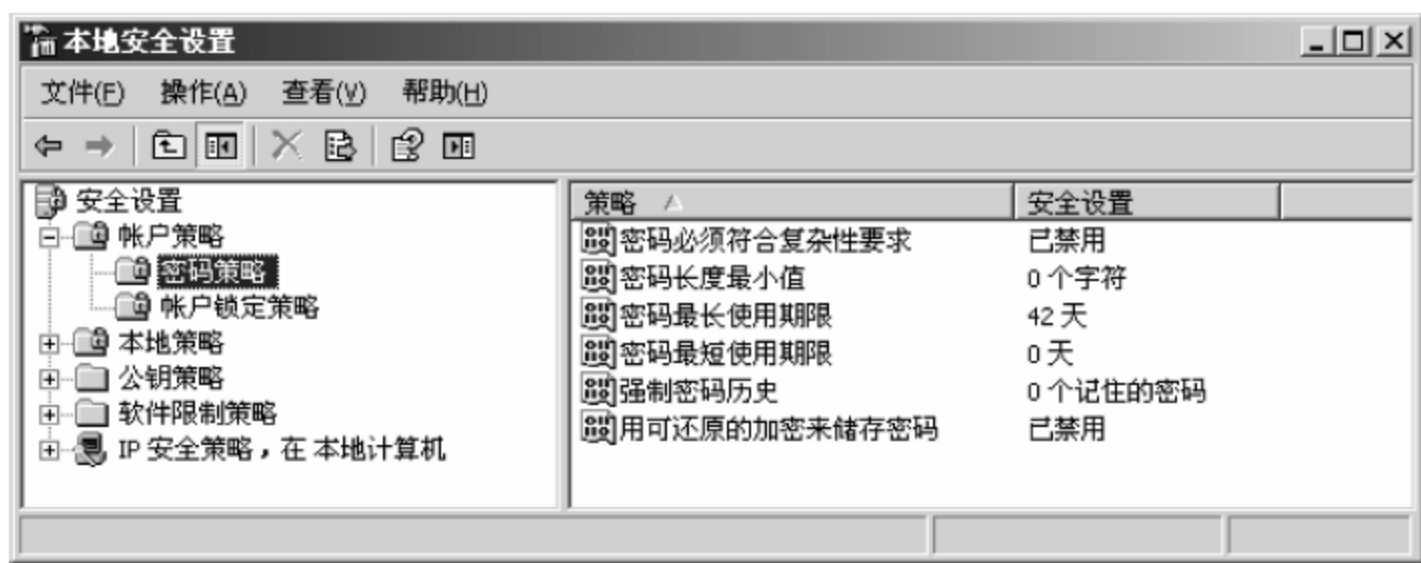 本地安全设置
文件(F) 操作(A) 查看(V) 帮助(H)
安全设置
帐户策略
密码策略
帐户锁定策略
本地策略
公钥策略
软件限制策略
IP 安全策略，在 本地计算机
策略 安全设置
密码必须符合复杂性要求 已禁用
密码长度最小值 0 个字符
密码最长使用期限 42 天
密码最短使用期限 0 天
强制密码历史 0 个记住的密码
用可还原的加密来储存密码 已禁用